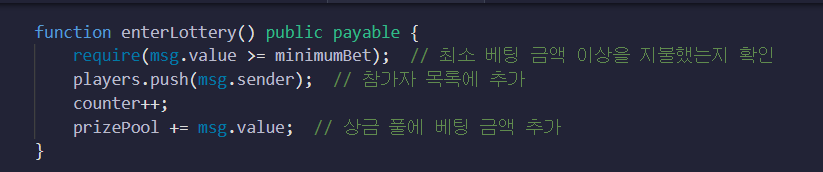 function enterLottery() public payable {
    require(msg.value >= minimumBet);  // 최소 베팅 금액 이상을 지불했는지 확인
    players.push(msg.sender);  // 참가자 목록에 추가
    counter++;
    prizePool += msg.value;  // 상금 풀에 베팅 금액 추가
}